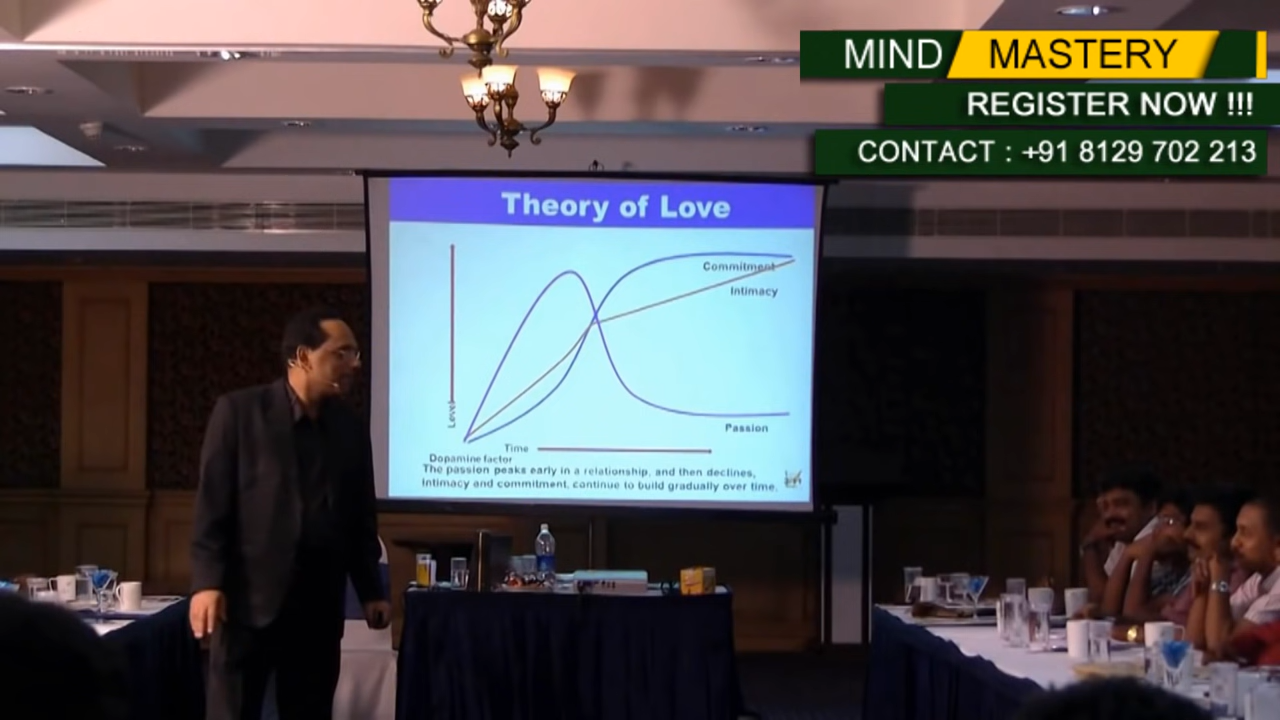 MIND MASTERY
REGISTER NOW !!!
CONTACT : +91 8129 702 213
Theory of Love
Commitment
Intimacy
Level
Passion
Time
Dopamine factor
The passion peaks early in a relationship, and then declines,
Intimacy and commitment, continue to build gradually over time.